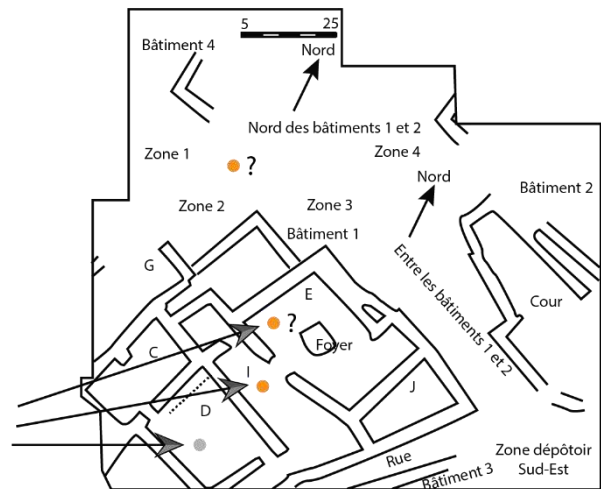 5 25
Bâtiment 4
Nord
Nord des bâtiments 1 et 2
Zone 1
Zone 4
?
Nord
Bâtiment 2
Zone 2
Zone 3
Bâtiment 1
G
Entre les bâtiments 1 et 2
E
Cour
?
Foyer
C
I
J
D
Rue
Bâtiment 3
Zone dépôtoir
Sud-Est